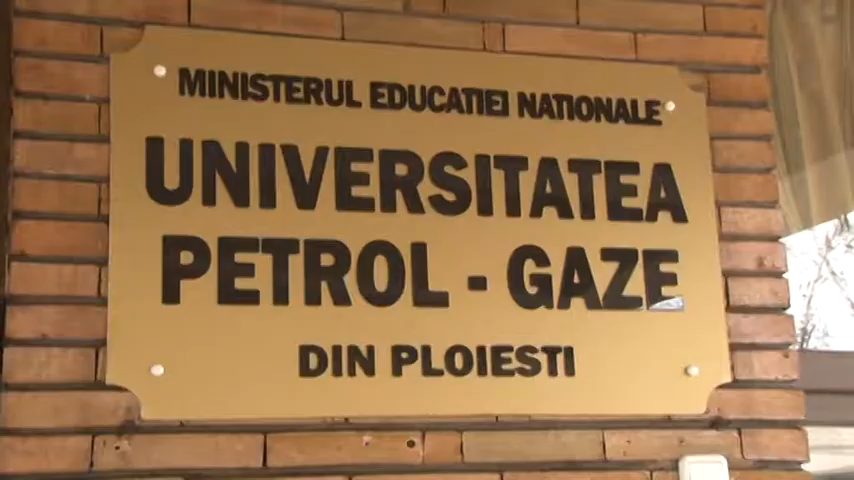 MINISTERUL EDUCATIEI NATIONALE
UNIVERSITATEA
PETROL - GAZE
DIN PLOIESTI